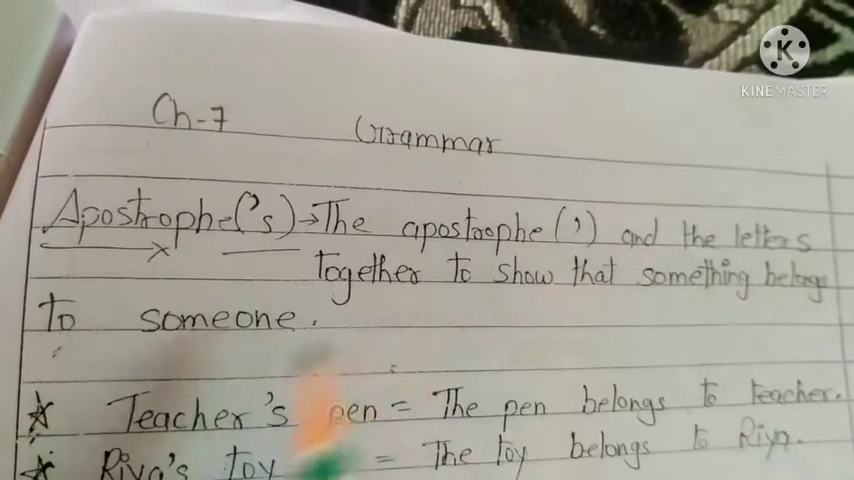 KINEMASTER
Ch-7 Grammar
Apostrophe('s)→The apostrophe (') and the letters
together to show that something belongs
to someone.
Teacher's pen = The pen belongs to teacher.
Riya's toy = The toy belongs to Riya.